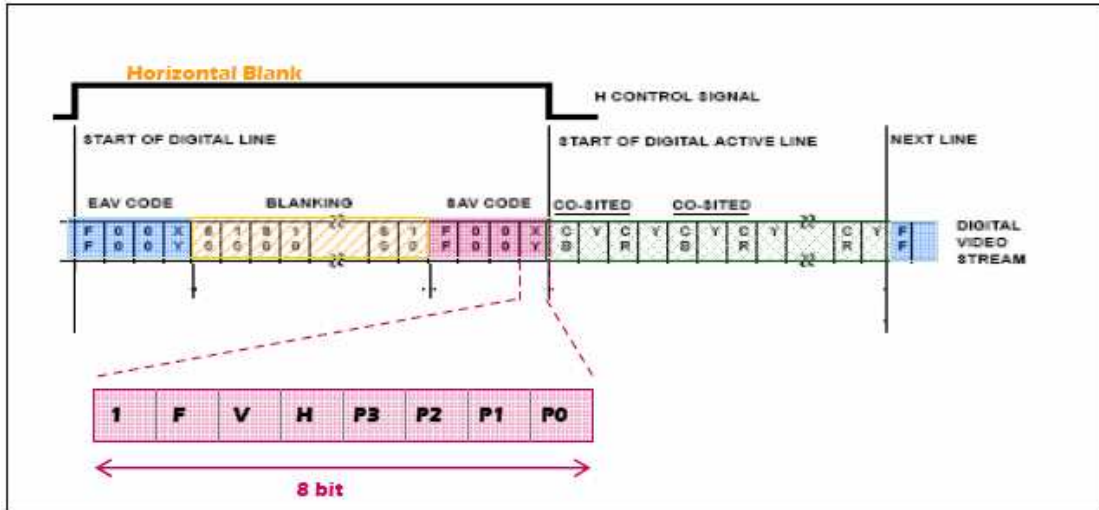 Horizontal Blank
H CONTROL SIGNAL
START OF DIGITAL LINE
START OF DIGITAL ACTIVE LINE
NEXT LINE
EAV CODE
BLANKING
SAV CODE
CO-SITED
CO-SITED
F 0 0 X
F 0 0 Y
F 0 0 X
F 0 0 Y
C Y C Y C Y C Y C Y F
B R B R R F
DIGITAL
VIDEO
STREAM
1 F V H P3 P2 P1 P0
8 bit